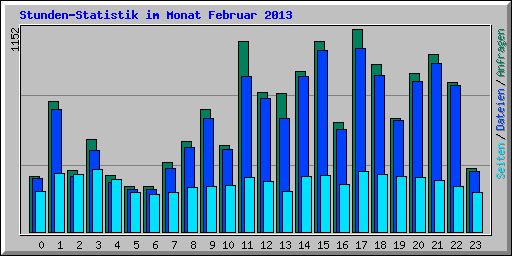 Stunden-Statistik im Monat Februar 2013
1152
Seiten/Dateien/Anfragen
0 1 2 3 4 5 6 7 8 9 10 11 12 13 14 15 16 17 18 19 20 21 22 23